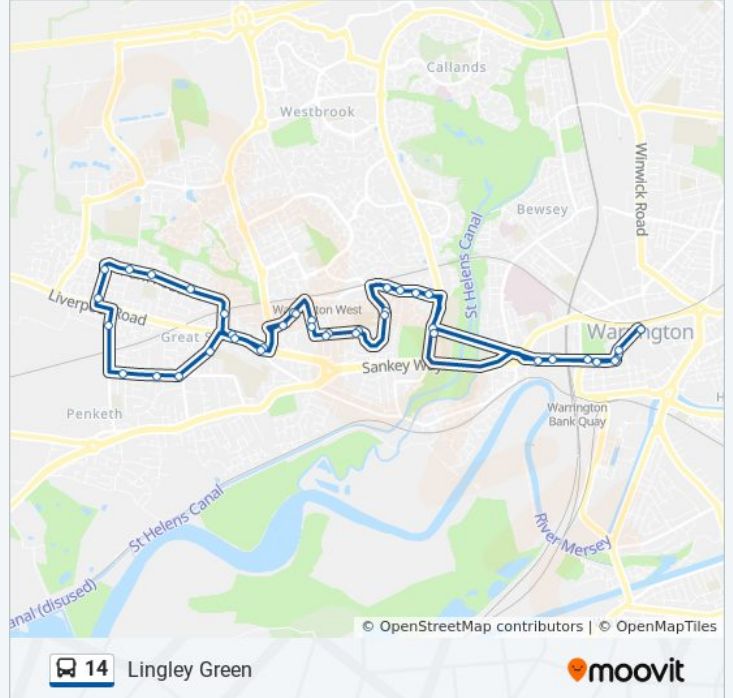 Callands
Westbrook
Winwick Road
Bewsey
St Helens Canal
Liverpool Road
Warrington West
Great S
Warrington
Sankey Way
Penketh
Warrington
Bank Quay
H
St Helens Canal
River Mersey
anal (disused)
© OpenStreetMap contributors | © OpenMapTiles
14 Lingley Green
moovit